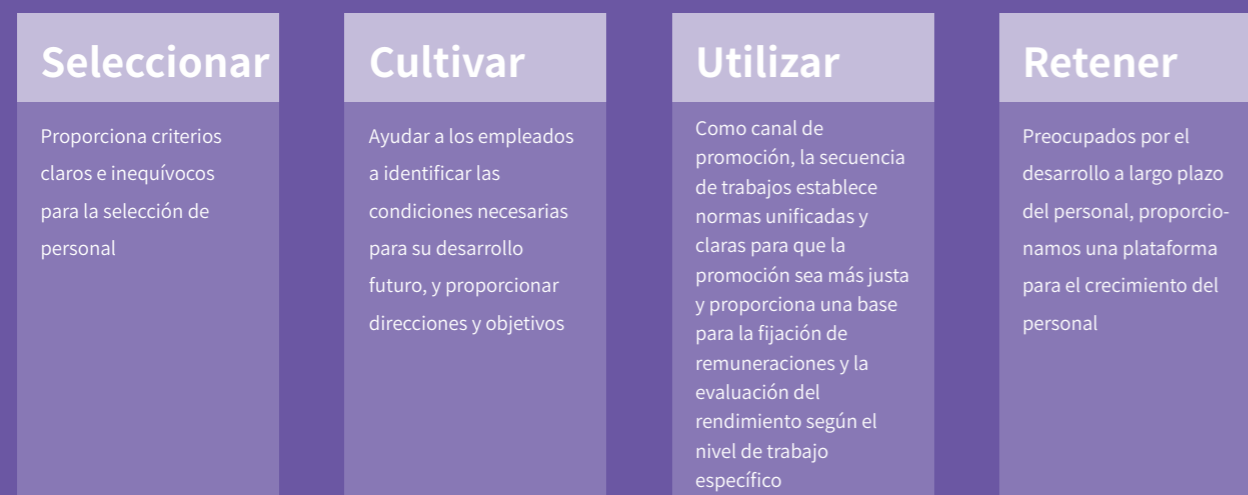 Seleccionar
Proporciona criterios
claros e inequívocos
para la selección de
personal
Cultivar
Ayudar a los empleados
a identificar las
condiciones necesarias
para su desarrollo
futuro, y proporcionar
direcciones y objetivos
Utilizar
Como canal de
promoción, la secuencia
de trabajos establece
normas unificadas y
claras para que la
promoción sea más justa
y proporciona una base
para la fijación de
remuneraciones y la
evaluación del
rendimiento según el
nivel de trabajo
específico
Retener
Preocupados por el
desarrollo a largo plazo
del personal, proporcio-
namos una plataforma
para el crecimiento del
personal